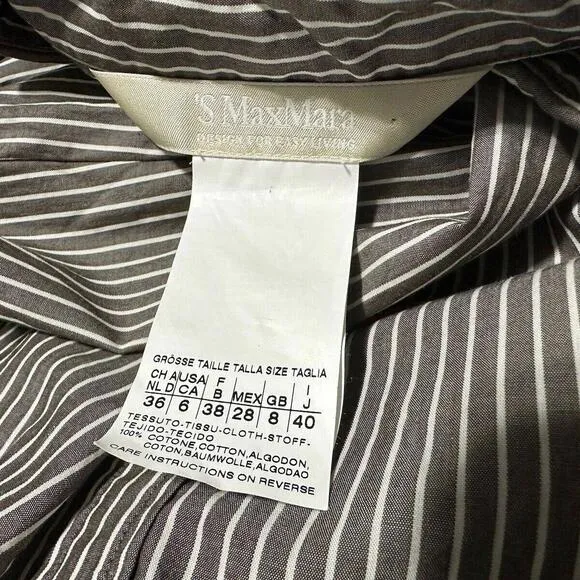 'S MaxMara
DESIGN FOR EASY LIVING
GRÖSSE TAILLE TALLA SIZE TAGLIA
CH A USA F MEX GB I
NL D CA B J
36 6 38 28 8 40
TESSUTO-TISSU-CLOTH-STOFF-
TEJIDO-TECIDO
100% COTONE,COTTON,ALGODON,
COTON,BAUMWOLLE,ALGODAO
CARE INSTRUCTIONS ON REVERSE